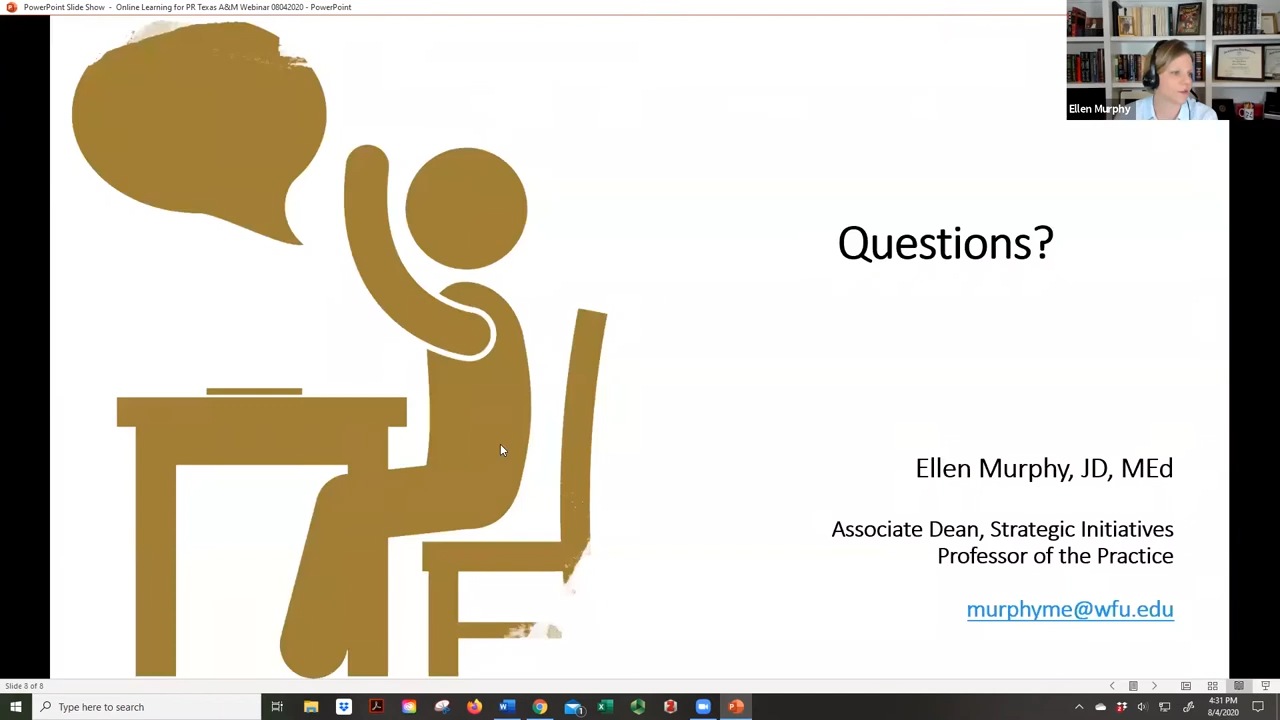 PowerPoint Slide Show - Online Learning for PR Texas A&M Webinar 08042020 - PowerPoint
Ellen Murphy
Questions?
Ellen Murphy, JD, MEd
Associate Dean, Strategic Initiatives
Professor of the Practice
murphyme@wfu.edu
Slide 8 of 8
Type here to search
4:31 PM
8/4/2020